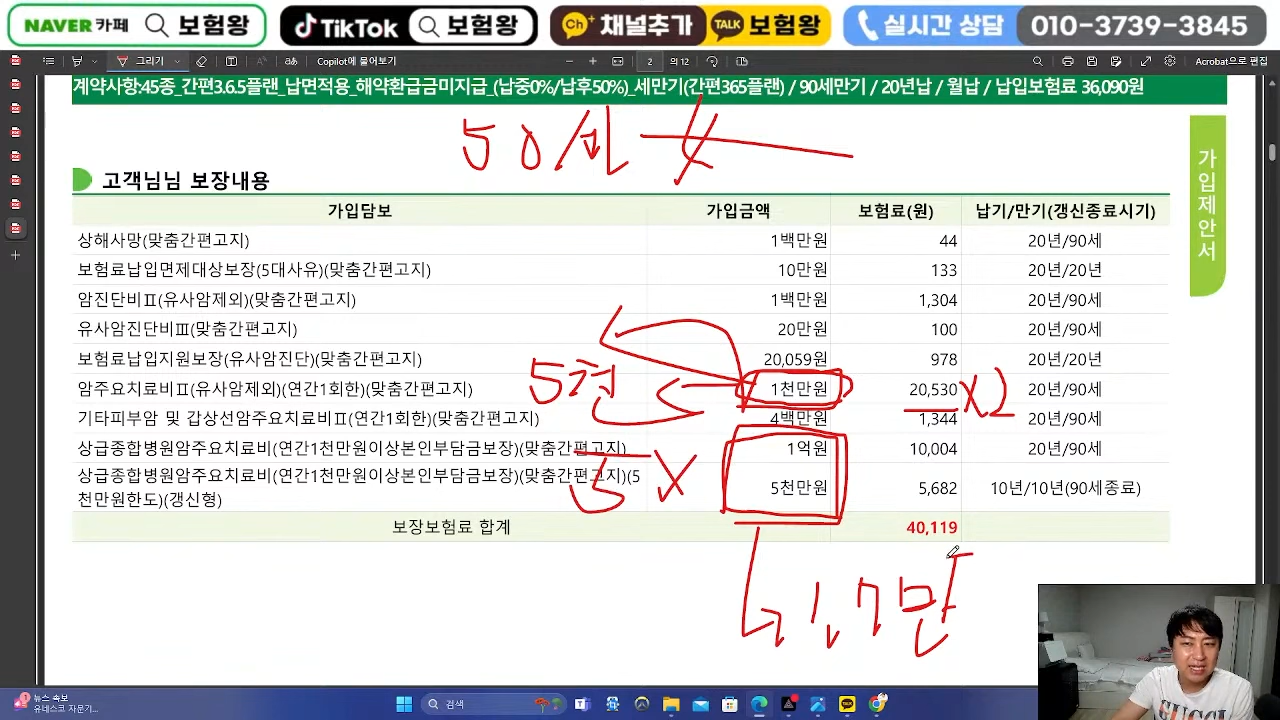 NAVER 카페 보험왕 TikTok 보험왕 Ch+ 채널추가 TALK 보험왕 실시간 상담 010-3739-3845
그리기 Copilot에 물어보기 2 의 12 Acrobat으로 편집
계약사항:45종_간편3.6.5플랜_납면적용_해약환급금미지급_(납중0%/납후50%)_세만기(간편365플랜) / 90세만기 / 20년납 / 월납 / 납입보험료 36,090원
50세 女
가입제안서
고객님님 보장내용
가입담보 가입금액 보험료(원) 납기/만기(갱신종료시기)
상해사망(맞춤간편고지) 1백만원 44 20년/90세
보험료납입면제대상보장(5대사유)(맞춤간편고지) 10만원 133 20년/20년
암진단비Ⅱ(유사암제외)(맞춤간편고지) 1백만원 1,304 20년/90세
유사암진단비Ⅲ(맞춤간편고지) 20만원 100 20년/90세
보험료납입지원보장(유사암진단)(맞춤간편고지) 20,059원 978 20년/20년
5천
암주요치료비Ⅱ(유사암제외)(연간1회한)(맞춤간편고지) 1천만원 20,530 X2 20년/90세
기타피부암 및 갑상선암주요치료비Ⅱ(연간1회한)(맞춤간편고지) 4백만원 1,344 20년/90세
상급종합병원암주요치료비(연간1천만원이상본인부담금보장)(맞춤간편고지) 1억원 10,004 20년/90세
5 X
상급종합병원암주요치료비(연간1천만원이상본인부담금보장)(맞춤간편고지)(5
천만원한도)(갱신형) 5천만원 5,682 10년/10년(90세종료)
보장보험료 합계 40,119
1,7만
뉴스 속보
유네스코 자문기...
검색
GUCCI